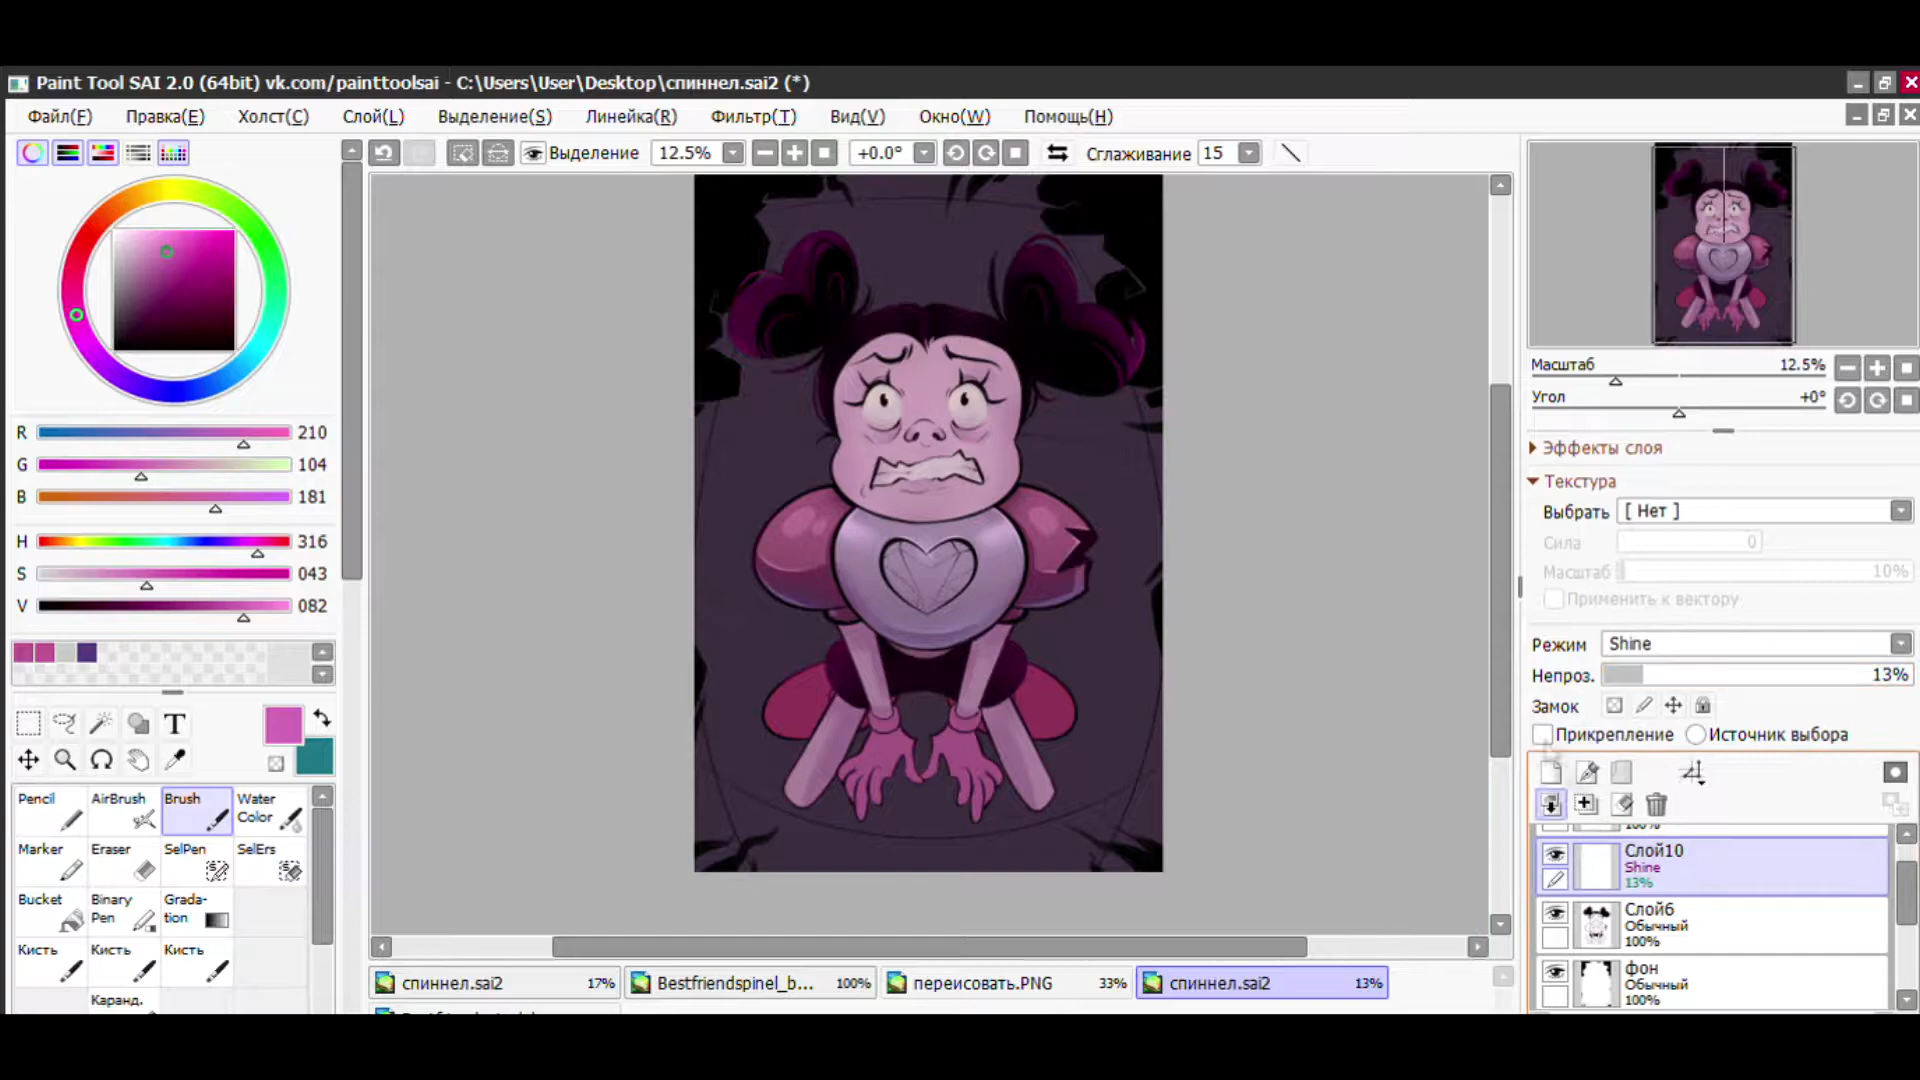 Paint Tool SAI 2.0 (64bit) vk.com/painttoolsai - C:\Users\User\Desktop\спиннел.sai2 (*)
Файл(F) Правка(E) Холст(C) Слой(L) Выделение(S) Линейка(R) Фильтр(T) Вид(V) Окно(W) Помощь(H)
Выделение 12.5% +0.0° Сглаживание 15
R 210
G 104
B 181
H 316
S 043
V 082
T
Pencil AirBrush Brush Water Color
Marker Eraser SelPen SelErs
Bucket Binary Pen Grada-tion
Кисть Кисть Кисть
Каранд.
спиннел.sai2 17% Bestfriendspinel_b... 100% переисовать.PNG 33% спиннел.sai2 13%
Масштаб 12.5%
Угол +0°
Эффекты слоя
Текстура
Выбрать [ Нет ]
Сила 0
Масштаб 10%
Применить к вектору
Режим Shine
Непроз. 13%
Замок
Прикрепление Источник выбора
100%
Слой10
Shine
13%
Слой6
Обычный
100%
фон
Обычный
100%